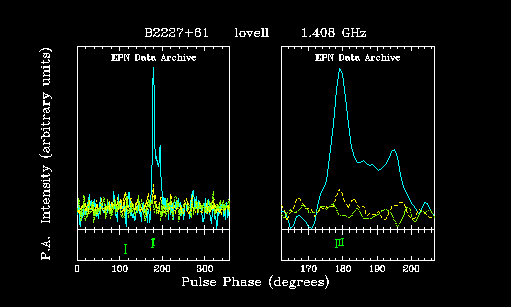 B2227+61 lovell 1.408 GHz
EPN Data Archive EPN Data Archive
P.A. Intensity (arbitrary units)
0 100 200 300 170 180 190 200
Pulse Phase (degrees)